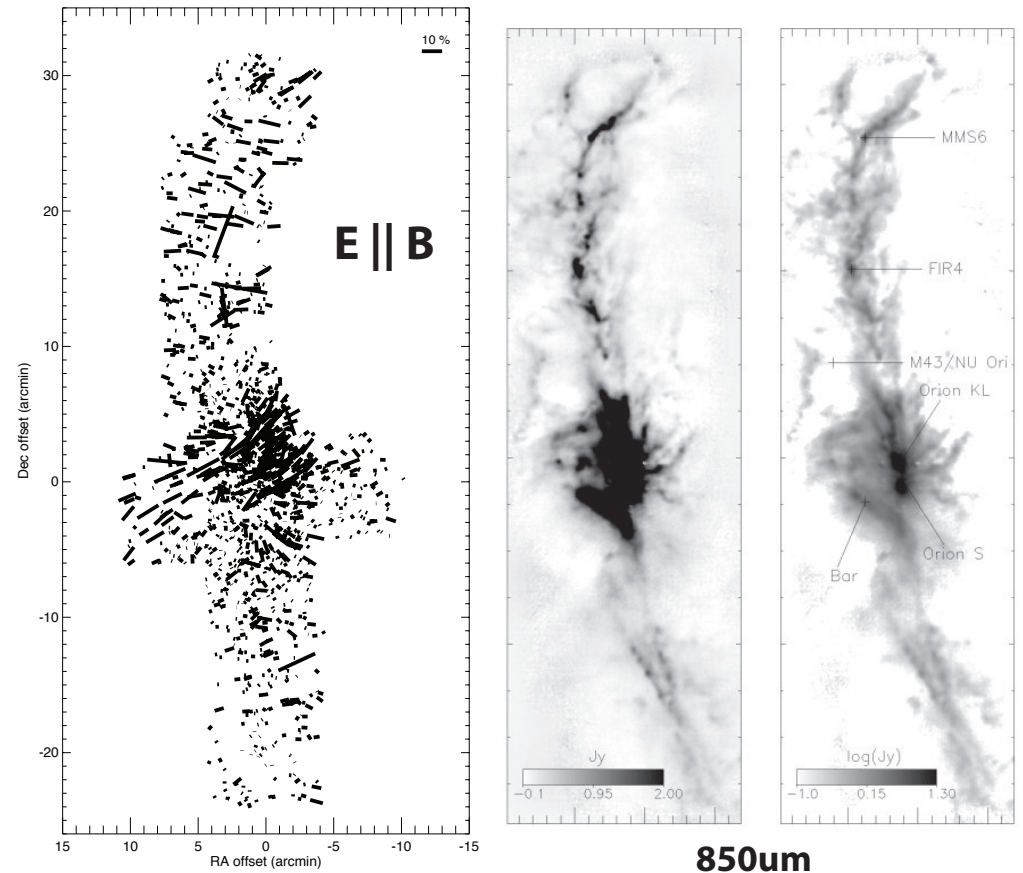 10 %
30
20
10
0
-10
-20
Dec offset (arcmin)
15 10 5 0 -5 -10 -15
RA offset (arcmin)
E || B
Jy
-0.1 0.95 2.00
MMS6
FIR4
M43/NU Ori
Orion KL
Orion S
Bar
log(Jy)
-1.0 0.15 1.30
850um